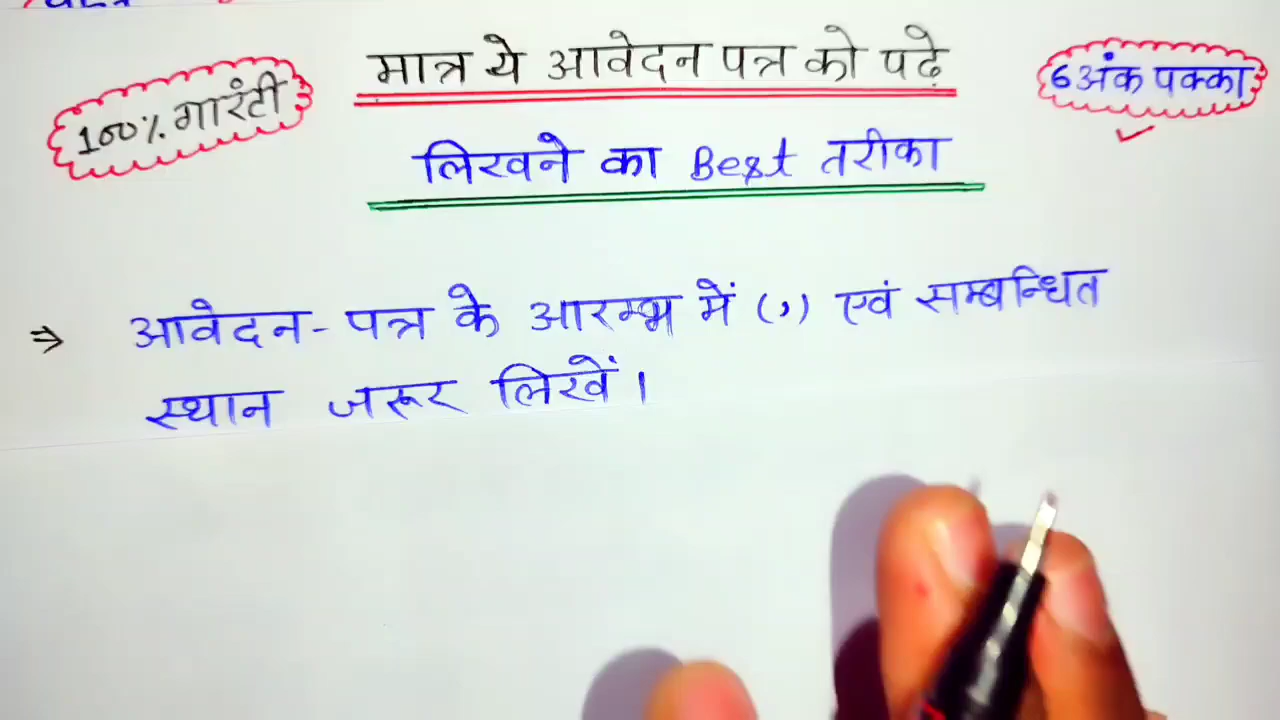 मात्र ये आवेदन पत्र को पढ़े
100% गारंटी
6 अंक पक्का
लिखने का Best तरीका
⇒ आवेदन-पत्र के आरम्भ में (,) एवं सम्बन्धित
स्थान जरूर लिखें।